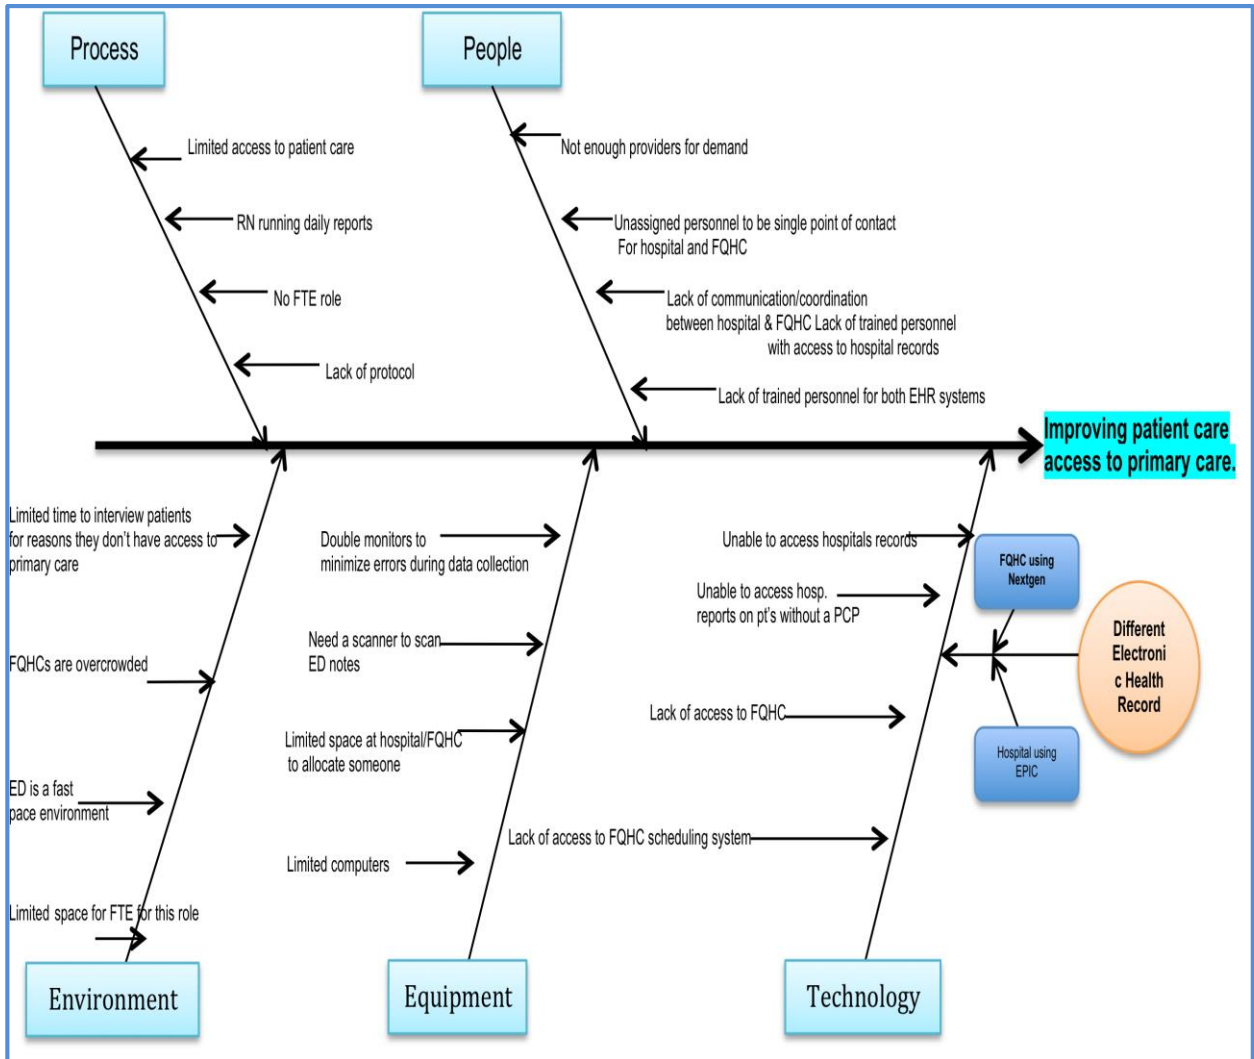 Process
People
Limited access to patient care
RN running daily reports
No FTE role
Lack of protocol
Not enough providers for demand
Unassigned personnel to be single point of contact
For hospital and FQHC
Lack of communication/coordination
between hospital & FQHC Lack of trained personnel
with access to hospital records
Lack of trained personnel for both EHR systems
Improving patient care
access to primary care.
Limited time to interview patients
for reasons they don’t have access to
primary care
FQHCs are overcrowded
ED is a fast
pace environment
Limited space for FTE for this role
Double monitors to
minimize errors during data collection
Need a scanner to scan
ED notes
Limited space at hospital/FQHC
to allocate someone
Limited computers
Unable to access hospitals records
Unable to access hosp.
reports on pt’s without a PCP
Lack of access to FQHC
Lack of access to FQHC scheduling system
FQHC using
Nextgen
Different
Electroni
c Health
Record
Hospital using
EPIC
Environment
Equipment
Technology